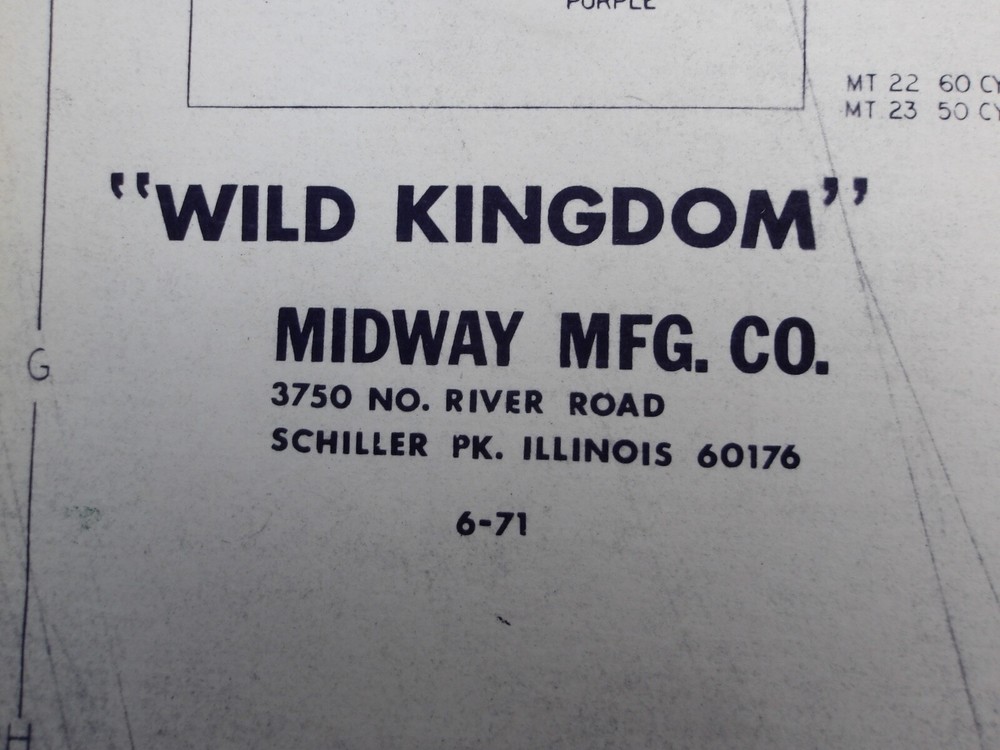 PURPLE
MT 22 60 CY
MT 23 50 CY
"WILD KINGDOM"
MIDWAY MFG. CO.
G
3750 NO. RIVER ROAD
SCHILLER PK. ILLINOIS 60176
6-71
H